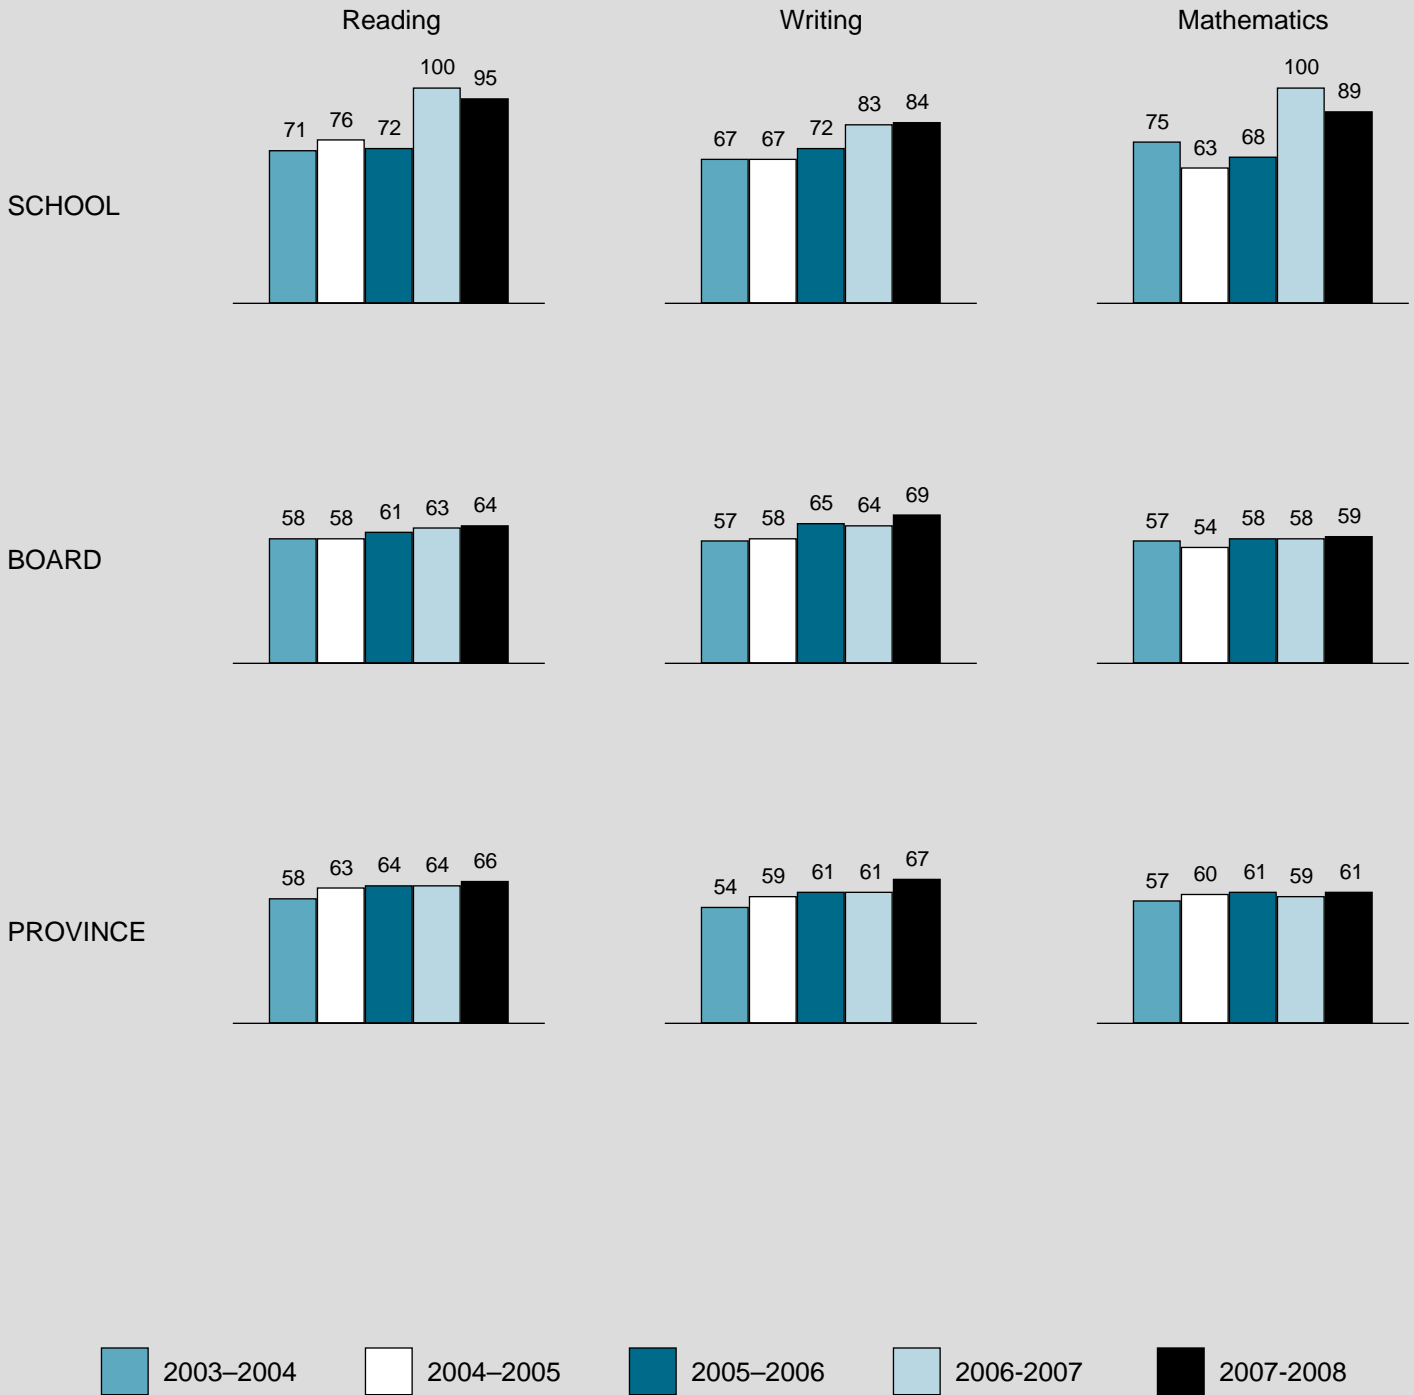 Reading Writing Mathematics
SCHOOL
71 76 72 100 95
67 67 72 83 84
75 63 68 100 89
BOARD
58 58 61 63 64
57 58 65 64 69
57 54 58 58 59
PROVINCE
58 63 64 64 66
54 59 61 61 67
57 60 61 59 61
2003–2004 2004–2005 2005–2006 2006-2007 2007-2008